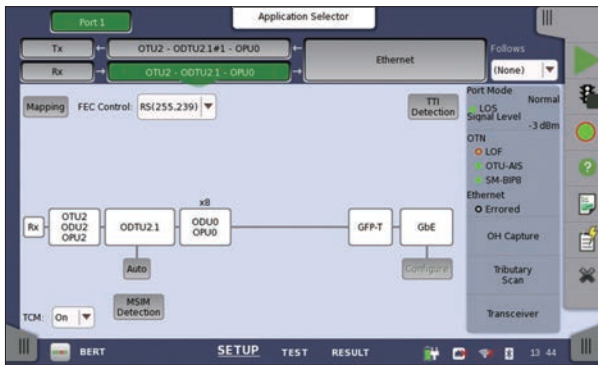 Port 1
Application Selector
Tx
OTU2 - ODTU2.1#1 - OPU0
Ethernet
Follows
Rx
OTU2 - ODTU2.1 - OPU0
(None)
Mapping
FEC Control:
RS(255,239)
TTI
Detection
Port Mode
Normal
LOS
Signal Level
-3 dBm
OTN
LOF
OTU-AIS
SM-BIP8
Ethernet
Errored
OH Capture
Tributary
Scan
Transceiver
x8
Rx
OTU2
ODU2
OPU2
ODTU2.1
ODU0
OPU0
GFP-T
GbE
Auto
Configure
MSIM
Detection
TCM:
On
BERT
SETUP
TEST
RESULT
13 44